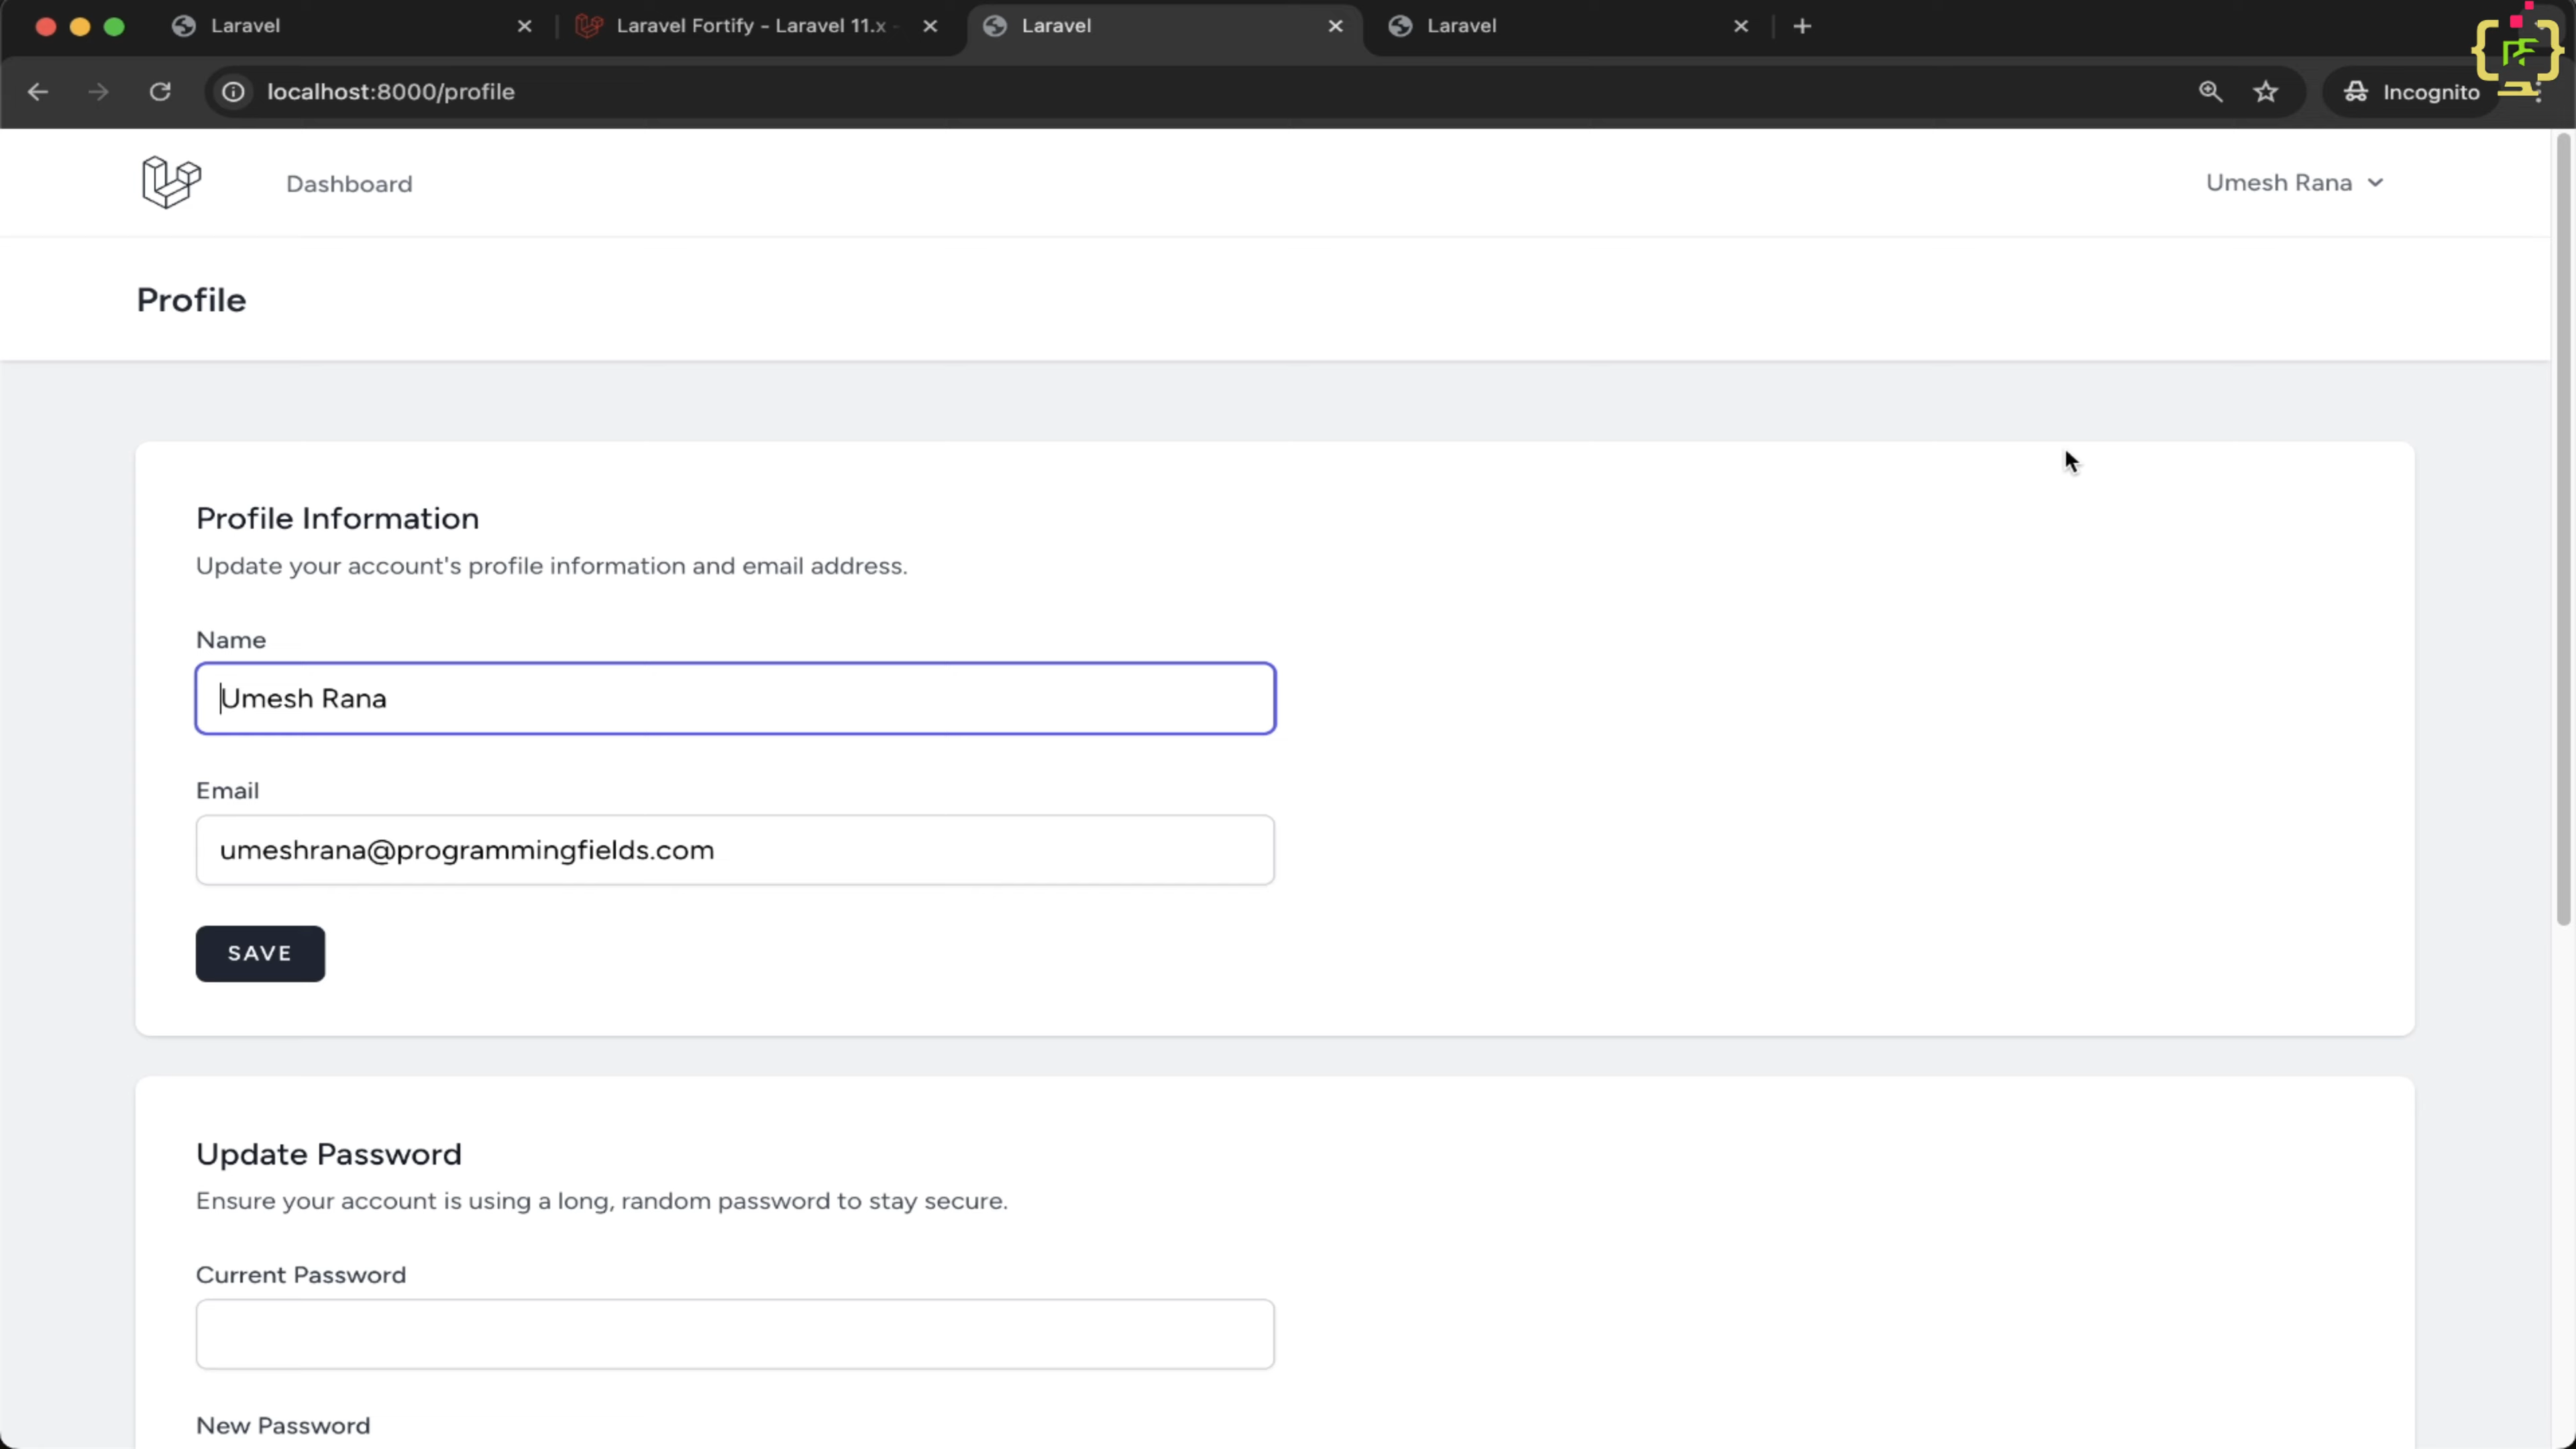 Laravel
Laravel Fortify - Laravel 11.x -
Laravel
Laravel
localhost:8000/profile
Incognito
Dashboard
Umesh Rana
Profile
Profile Information
Update your account's profile information and email address.
Name
Umesh Rana
Email
umeshrana@programmingfields.com
SAVE
Update Password
Ensure your account is using a long, random password to stay secure.
Current Password
New Password